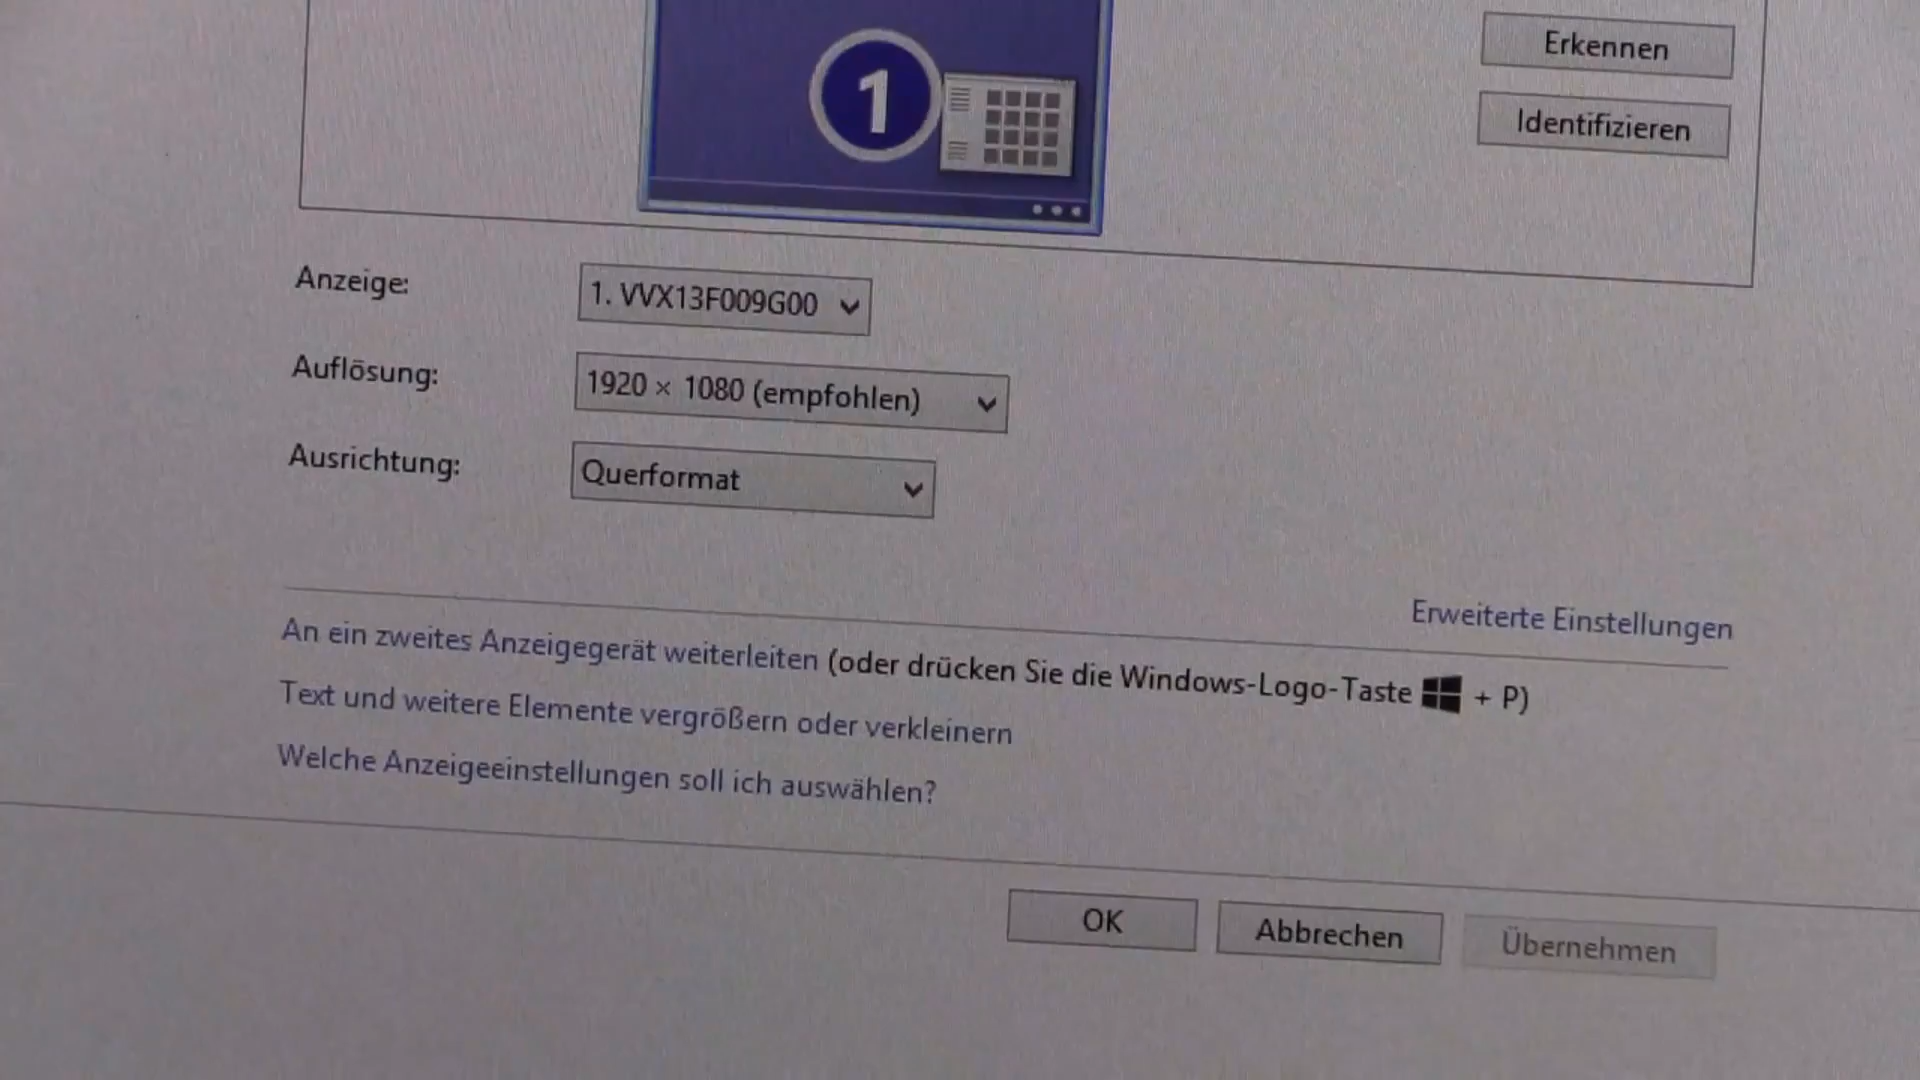 1
Erkennen
Identifizieren
Anzeige: 1. VVX13F009G00
Auflösung: 1920 × 1080 (empfohlen)
Ausrichtung: Querformat
Erweiterte Einstellungen
An ein zweites Anzeigegerät weiterleiten (oder drücken Sie die Windows-Logo-Taste + P)
Text und weitere Elemente vergrößern oder verkleinern
Welche Anzeigeeinstellungen soll ich auswählen?
OK Abbrechen Übernehmen